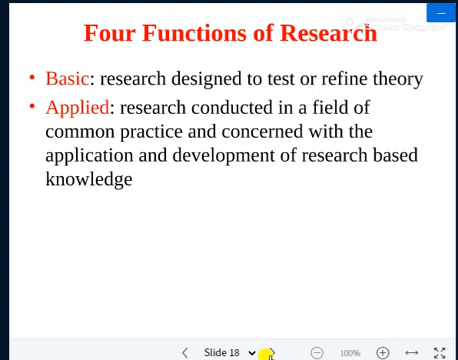 Four Functions of Research
• Basic: research designed to test or refine theory
• Applied: research conducted in a field of
common practice and concerned with the
application and development of research based
knowledge
Slide 18
100%